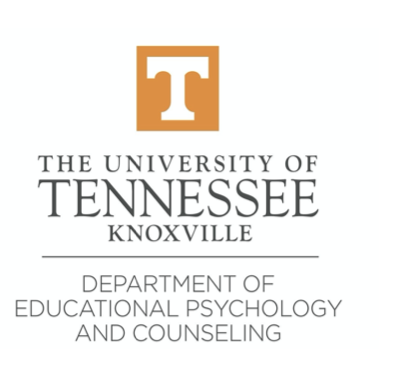 T
THE UNIVERSITY OF
TENNESSEE
KNOXVILLE
DEPARTMENT OF
EDUCATIONAL PSYCHOLOGY
AND COUNSELING